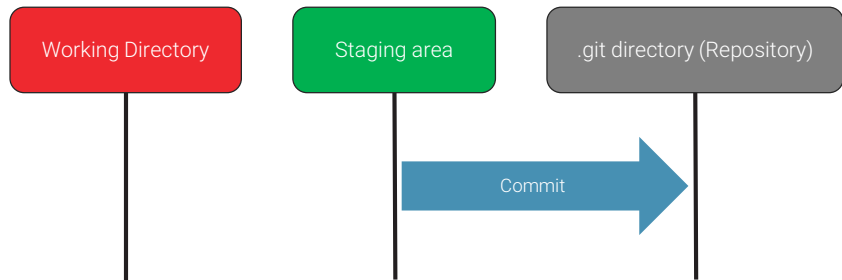 Working Directory
Staging area
.git directory (Repository)
Commit